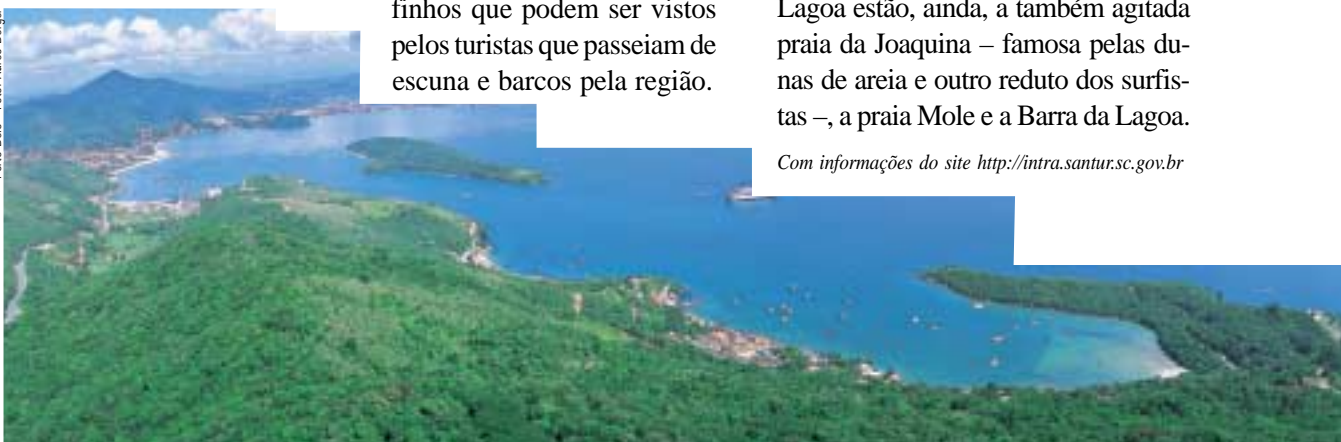 finhos que podem ser vistos
pelos turistas que passeiam de
escuna e barcos pela região.
Lagoa estão, ainda, a também agitada
praia da Joaquina – famosa pelas du-
nas de areia e outro reduto dos surfis-
tas –, a praia Mole e a Barra da Lagoa.
Com informações do site http://intra.santur.sc.gov.br